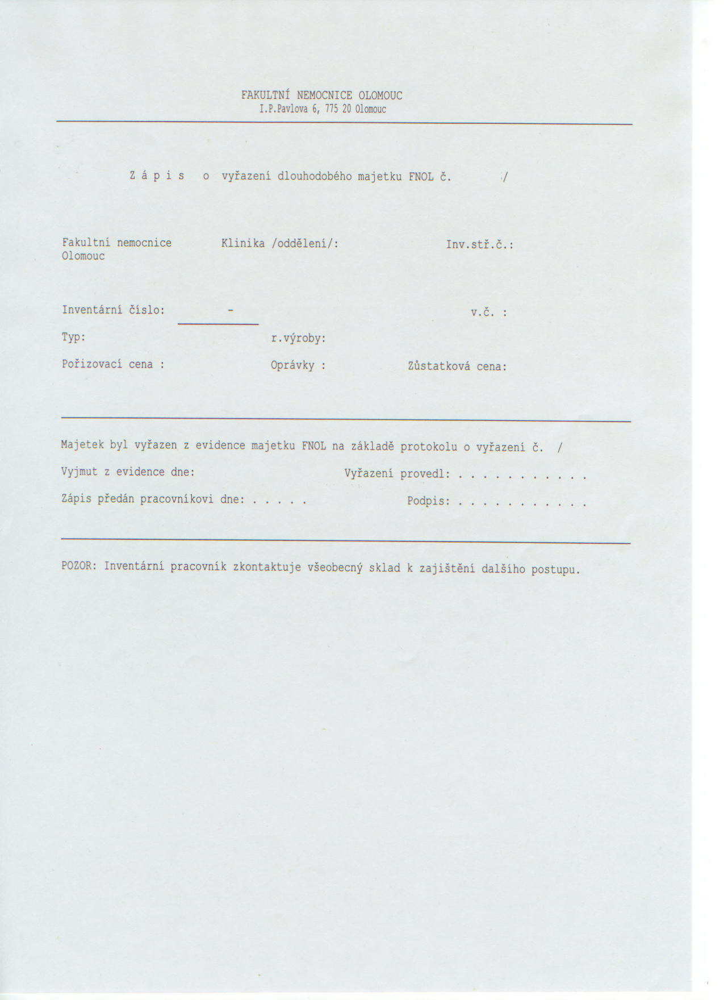 FAKULTNÍ NEMOCNICE OLOMOUC
I.P.Pavlova 6, 775 20 Olomouc
Z á p i s o vyřazení dlouhodobého majetku FNOL č. /
Fakultní nemocnice Klinika /oddělení/: Inv.stř.č.:
Olomouc
Inventární číslo: - v.č. :
Typ: r.výroby:
Pořizovací cena : Oprávky : Zůstatková cena:
Majetek byl vyřazen z evidence majetku FNOL na základě protokolu o vyřazení č. /
Vyjmut z evidence dne: Vyřazení provedl: . . . . . . . . . . .
Zápis předán pracovníkovi dne: . . . . . Podpis: . . . . . . . . . . .
POZOR: Inventární pracovník zkontaktuje všeobecný sklad k zajištění dalšího postupu.